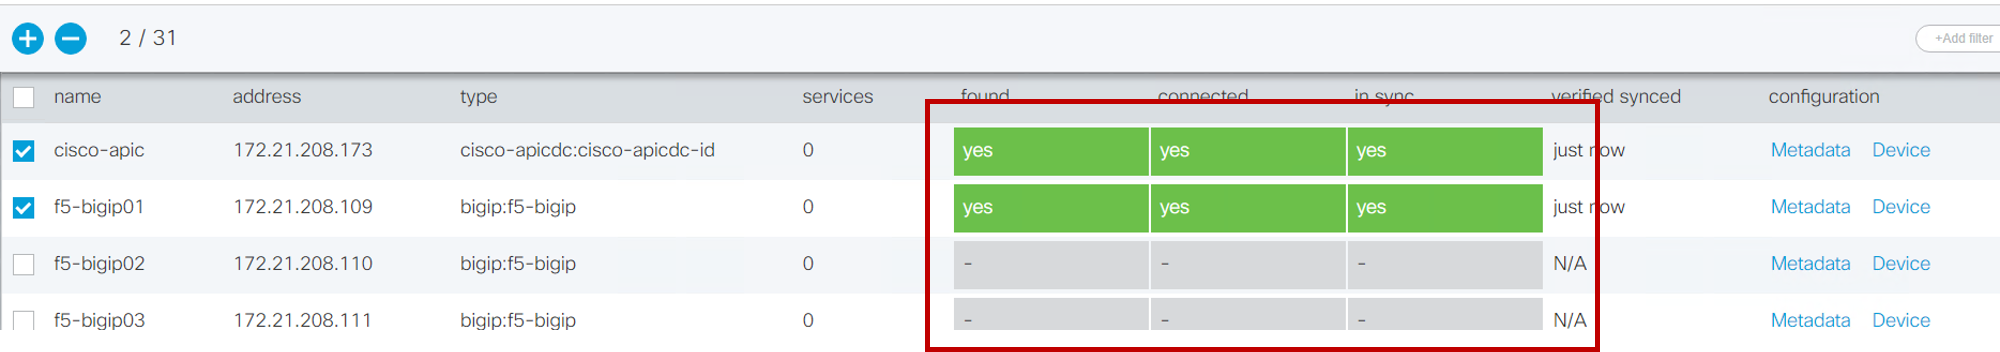 2 / 31
+Add filter
name address type services found connected in sync verified synced configuration
cisco-apic 172.21.208.173 cisco-apicdc:cisco-apicdc-id 0 yes yes yes just now Metadata Device
f5-bigip01 172.21.208.109 bigip:f5-bigip 0 yes yes yes just now Metadata Device
f5-bigip02 172.21.208.110 bigip:f5-bigip 0 - - - N/A Metadata Device
f5-bigip03 172.21.208.111 bigip:f5-bigip 0 - - - N/A Metadata Device